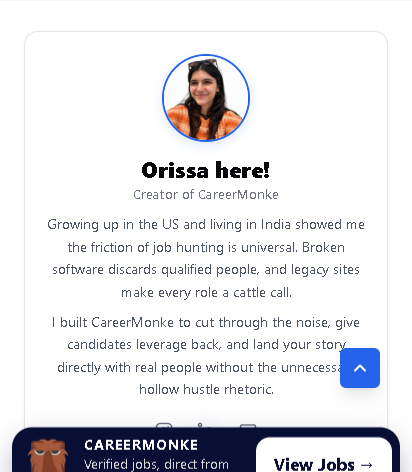 Orissa here!
Creator of CareerMonke
Growing up in the US and living in India showed me
the friction of job hunting is universal. Broken
software discards qualified people, and legacy sites
make every role a cattle call.
I built CareerMonke to cut through the noise, give
candidates leverage back, and land your story
directly with real people without the
hollow hustle rhetoric.
CAREERMONKE
Verified jobs, direct from
View Jobs →